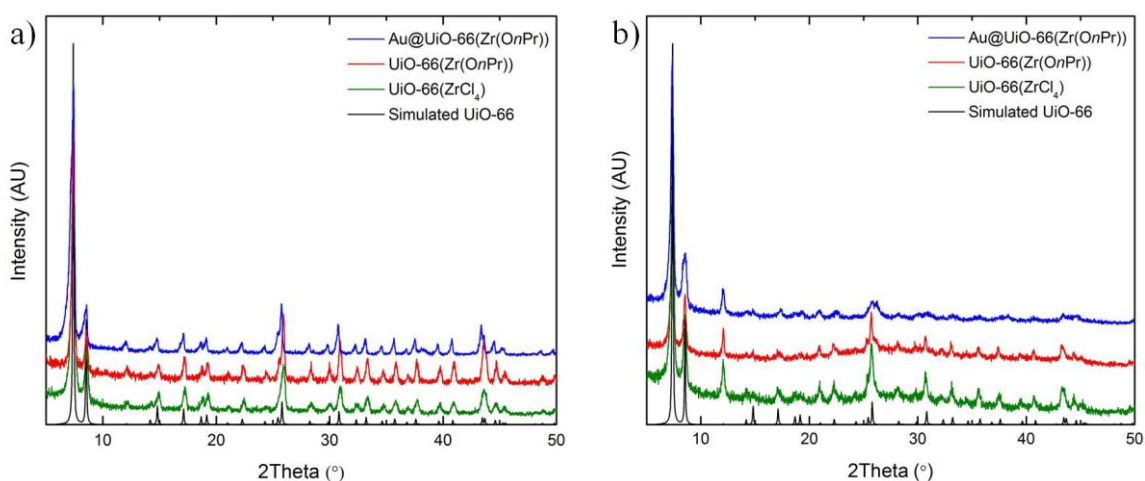 a)
Au@UiO-66(Zr(OnPr))
UiO-66(Zr(OnPr))
UiO-66(ZrCl₄)
Simulated UiO-66
Intensity (AU)
10
20
30
40
50
2Theta (°)
b)
Au@UiO-66(Zr(OnPr))
UiO-66(Zr(OnPr))
UiO-66(ZrCl₄)
Simulated UiO-66
Intensity (AU)
10
20
30
40
50
2Theta (°)